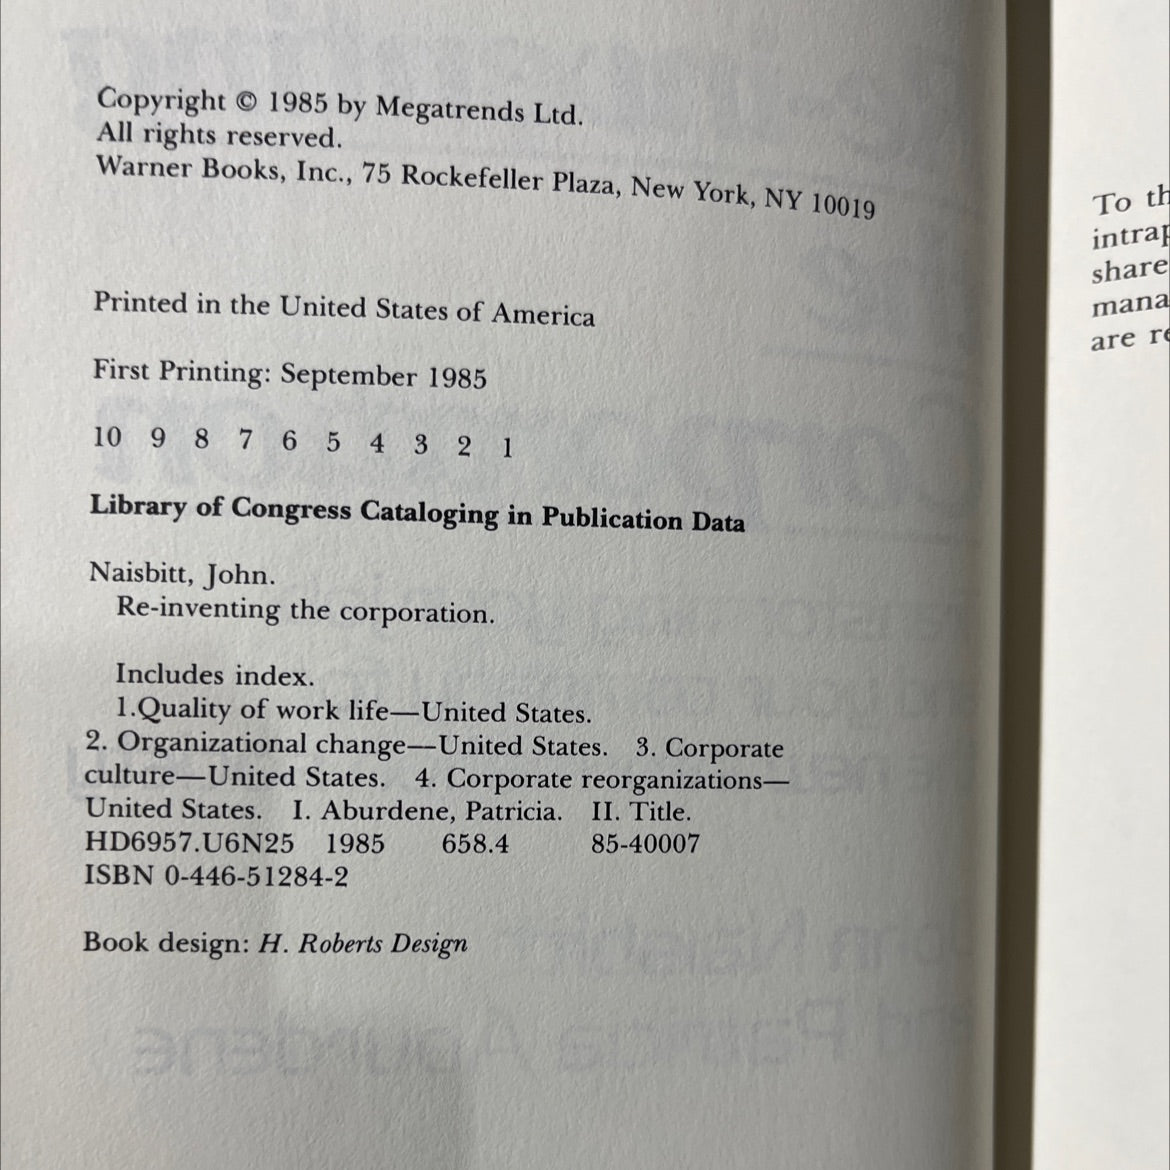 Copyright © 1985 by Megatrends Ltd.
All rights reserved.
Warner Books, Inc., 75 Rockefeller Plaza, New York, NY 10019
Printed in the United States of America
First Printing: September 1985
10 9 8 7 6 5 4 3 2 1
Library of Congress Cataloging in Publication Data
Naisbitt, John.
Re-inventing the corporation.
Includes index.
1.Quality of work life—United States.
2. Organizational change—United States. 3. Corporate
culture—United States. 4. Corporate reorganizations—
United States. I. Aburdene, Patricia. II. Title.
HD6957.U6N25 1985 658.4 85-40007
ISBN 0-446-51284-2
Book design: H. Roberts Design
To
share
are